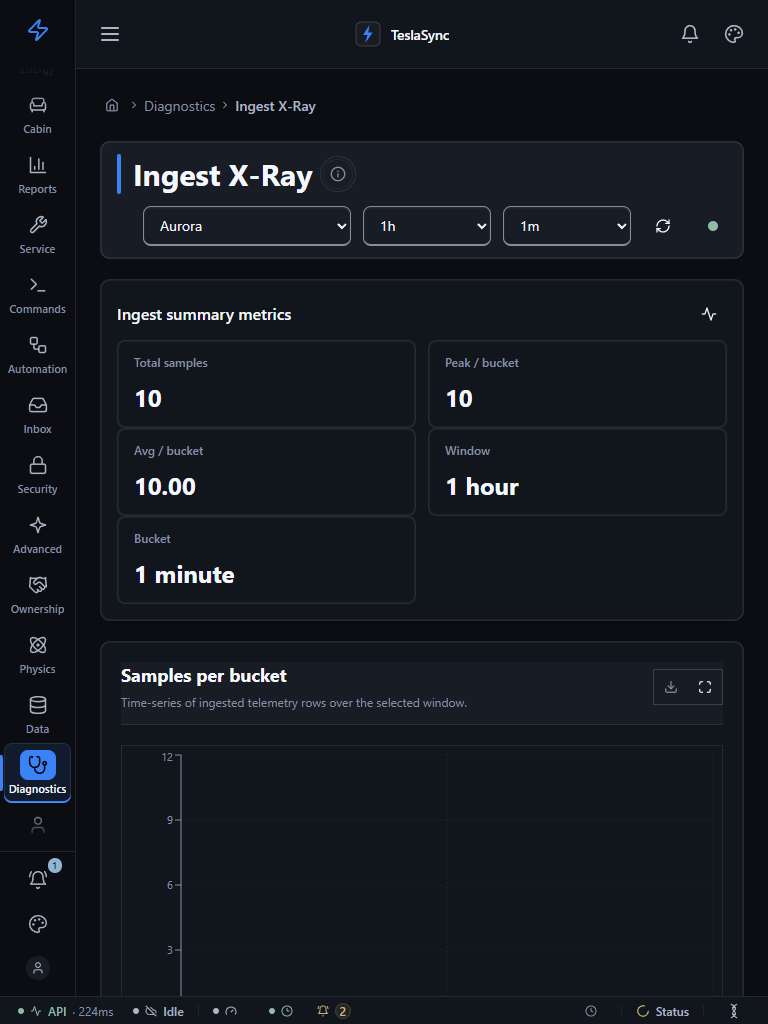 TeslaSync
Energy
Cabin
Reports
Service
Commands
Automation
Inbox
Security
Advanced
Ownership
Physics
Data
Diagnostics
1
Diagnostics > Ingest X-Ray
Ingest X-Ray
Aurora 1h 1m
Ingest summary metrics
Total samples
10
Peak / bucket
10
Avg / bucket
10.00
Window
1 hour
Bucket
1 minute
Samples per bucket
Time-series of ingested telemetry rows over the selected window.
12
9
6
3
API · 224ms Idle 2 Status